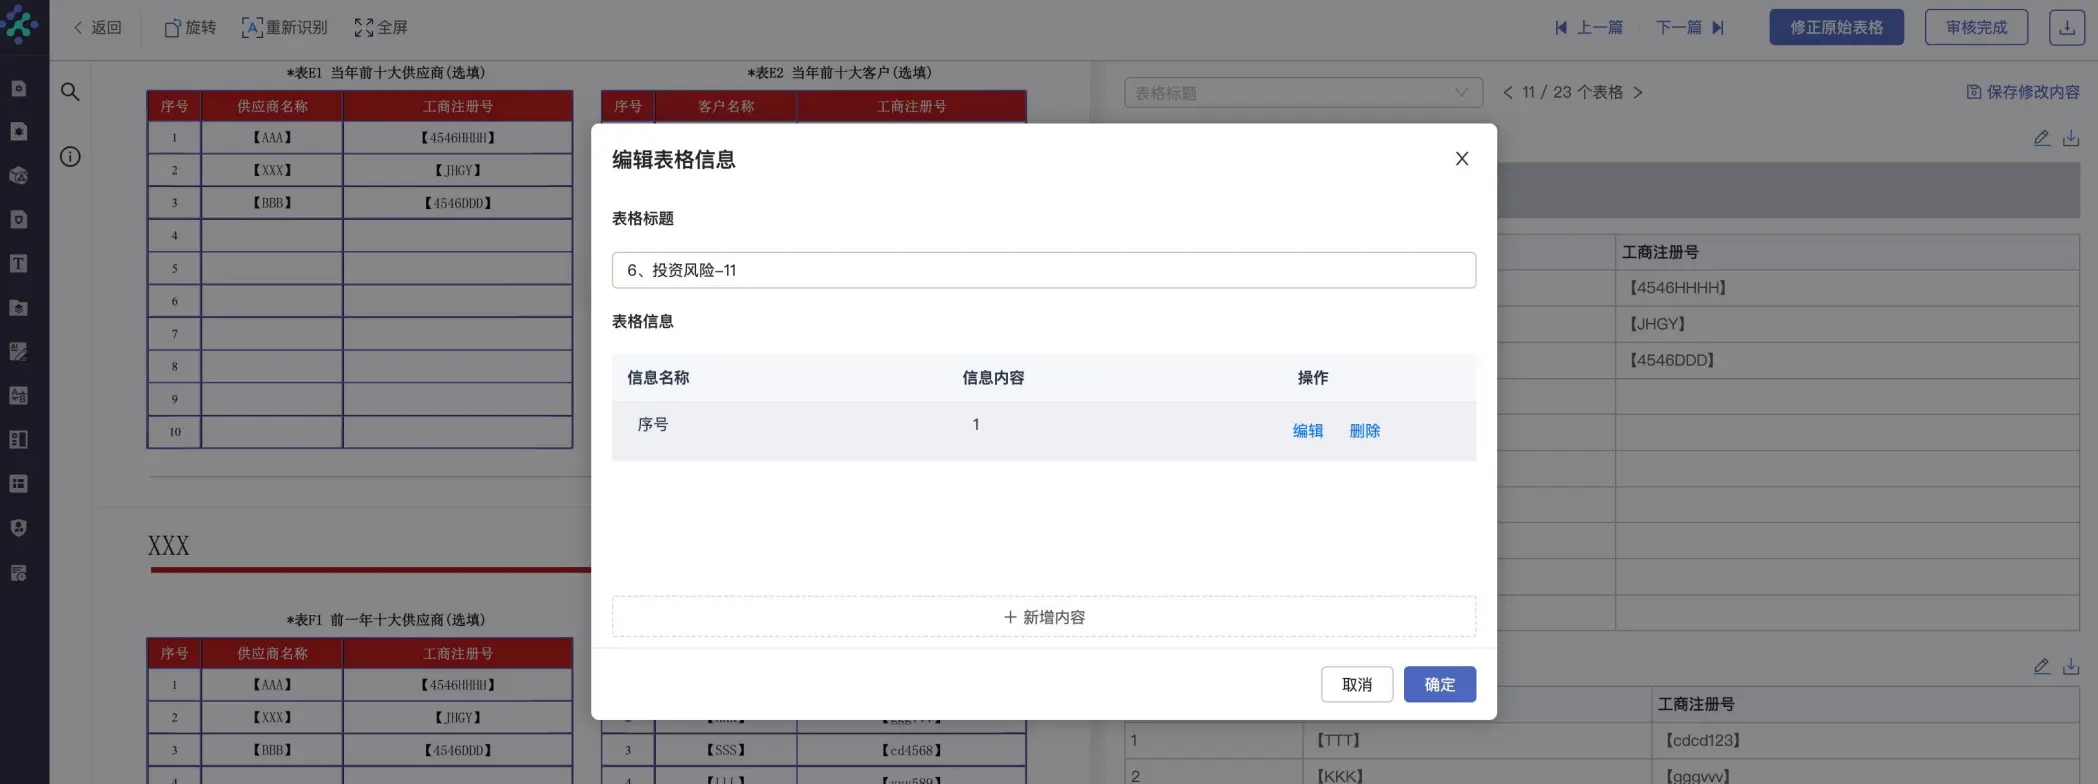 返回
旋转
重新识别
全屏
上一篇
下一篇
修正原始表格
审核完成
*表E1 当年前十大供应商(选填)
序号 供应商名称 工商注册号
1 【AAA】 【4546HHHH】
2 【XXX】 【JHGY】
3 【BBB】 【4546DDD】
4
5
6
7
8
9
10
*表E2 当年前十大客户(选填)
序号 客户名称 工商注册号
XXX
*表F1 前一年十大供应商(选填)
序号 供应商名称 工商注册号
1 【AAA】 【4546HHHH】
2 【XXX】 【JHGY】
3 【BBB】 【4546DDD】
3 【SSS】 【cd4568】
编辑表格信息
表格标题
6、投资风险-11
表格信息
信息名称 信息内容 操作
序号 1 编辑 删除
+ 新增内容
取消 确定
表格标题
< 11 / 23 个表格 >
保存修改内容
工商注册号
【4546HHHH】
【JHGY】
【4546DDD】
工商注册号
1 【TTT】 【cdcd123】
2 【KKK】 【gggvvv】